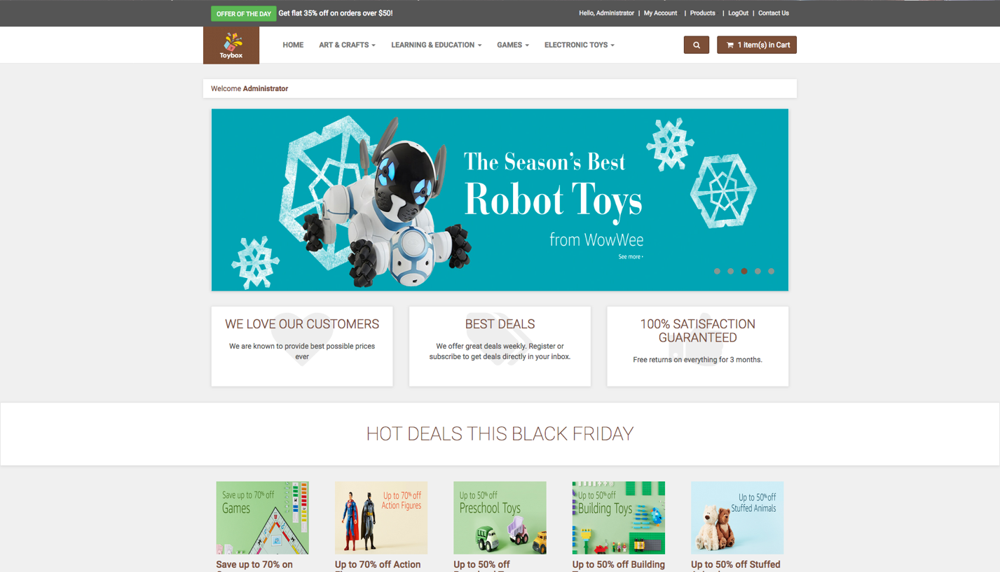 OFFER OF THE DAY Get flat 35% off on orders over $50!
Hello, Administrator | My Account | Products | LogOut | Contact Us
Toybox
HOME ART & CRAFTS LEARNING & EDUCATION GAMES ELECTRONIC TOYS
1 item(s) in Cart
Welcome Administrator
The Season's Best
Robot Toys
from WowWee
See more ›
WE LOVE OUR CUSTOMERS
We are known to provide best possible prices
ever
BEST DEALS
We offer great deals weekly. Register or
subscribe to get deals directly in your inbox.
100% SATISFACTION
GUARANTEED
Free returns on everything for 3 months.
HOT DEALS THIS BLACK FRIDAY
Save up to 70% off
Games
Up to 70% off
Action Figures
Up to 50% off
Preschool Toys
Up to 50% off
Building Toys
Up to 50% off
Stuffed Animals
Save up to 70% on
Up to 70% off Action
Up to 50% off
Up to 50% off Building
Up to 50% off Stuffed